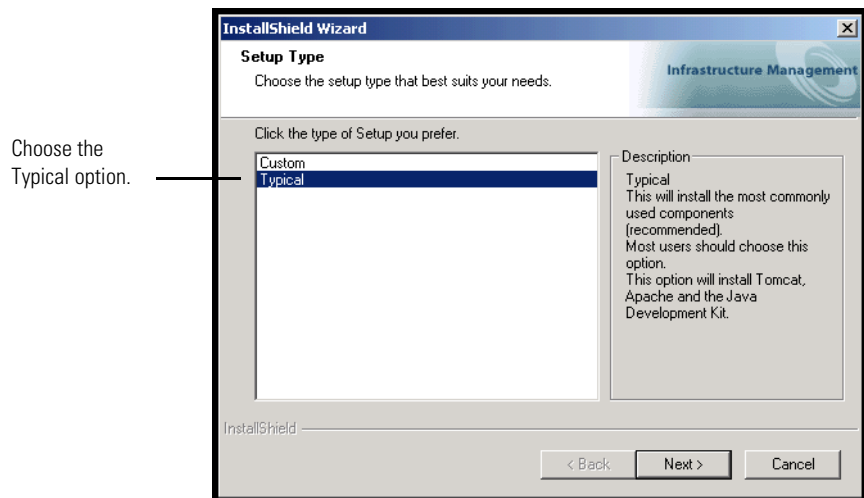 InstallShield Wizard
Setup Type
Choose the setup type that best suits your needs.
Infrastructure Management
Choose the
Typical option.
Click the type of Setup you prefer.
Custom
Typical
Description
Typical
This will install the most commonly
used components
(recommended).
Most users should choose this
option.
This option will install Tomcat,
Apache and the Java
Development Kit.
InstallShield
< Back
Next >
Cancel